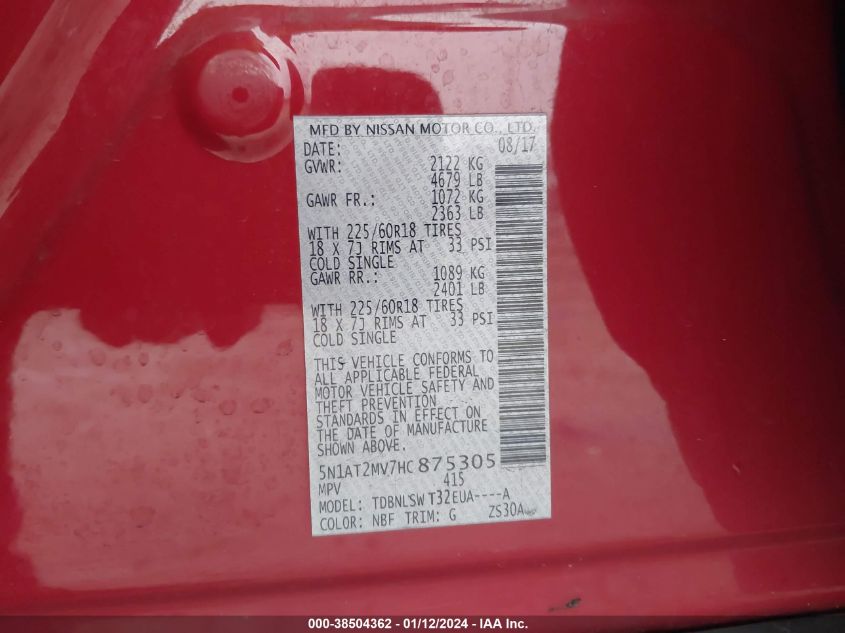 MFD BY NISSAN MOTOR CO., LTD.
DATE: 08/17
GVWR: 2122 KG
4679 LB
GAWR FR.: 1072 KG
2363 LB
WITH 225/60R18 TIRES
18 X 7J RIMS AT 33 PSI
COLD SINGLE
GAWR RR.: 1089 KG
2401 LB
WITH 225/60R18 TIRES
18 X 7J RIMS AT 33 PSI
COLD SINGLE
THIS VEHICLE CONFORMS TO
ALL APPLICABLE FEDERAL
MOTOR VEHICLE SAFETY AND
THEFT PREVENTION
STANDARDS IN EFFECT ON
THE DATE OF MANUFACTURE
SHOWN ABOVE.
5N1AT2MV7HC875305
MPV 415
MODEL: TDBNLSW T32EUA----A
COLOR: NBF TRIM: G ZS30A
000-38504362 - 01/12/2024 - IAA Inc.